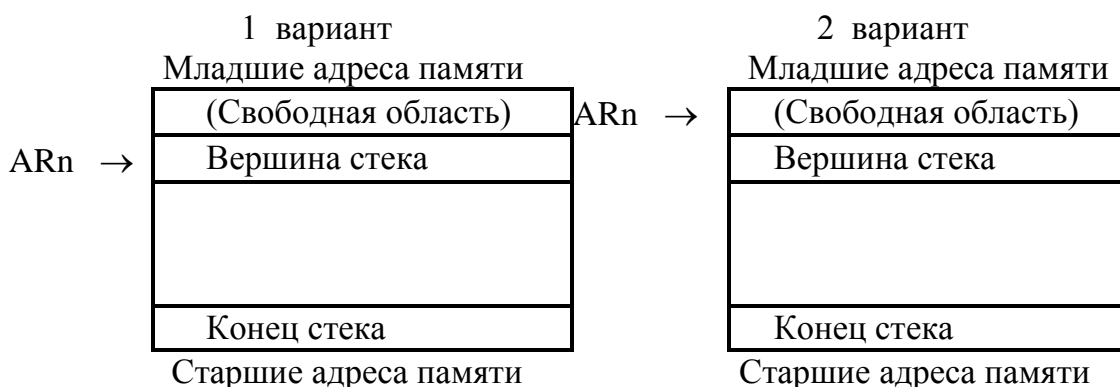 1 вариант
Младшие адреса памяти
(Свободная область)
ARn →
Вершина стека
Конец стека
Старшие адреса памяти
2 вариант
Младшие адреса памяти
ARn →
(Свободная область)
Вершина стека
Конец стека
Старшие адреса памяти